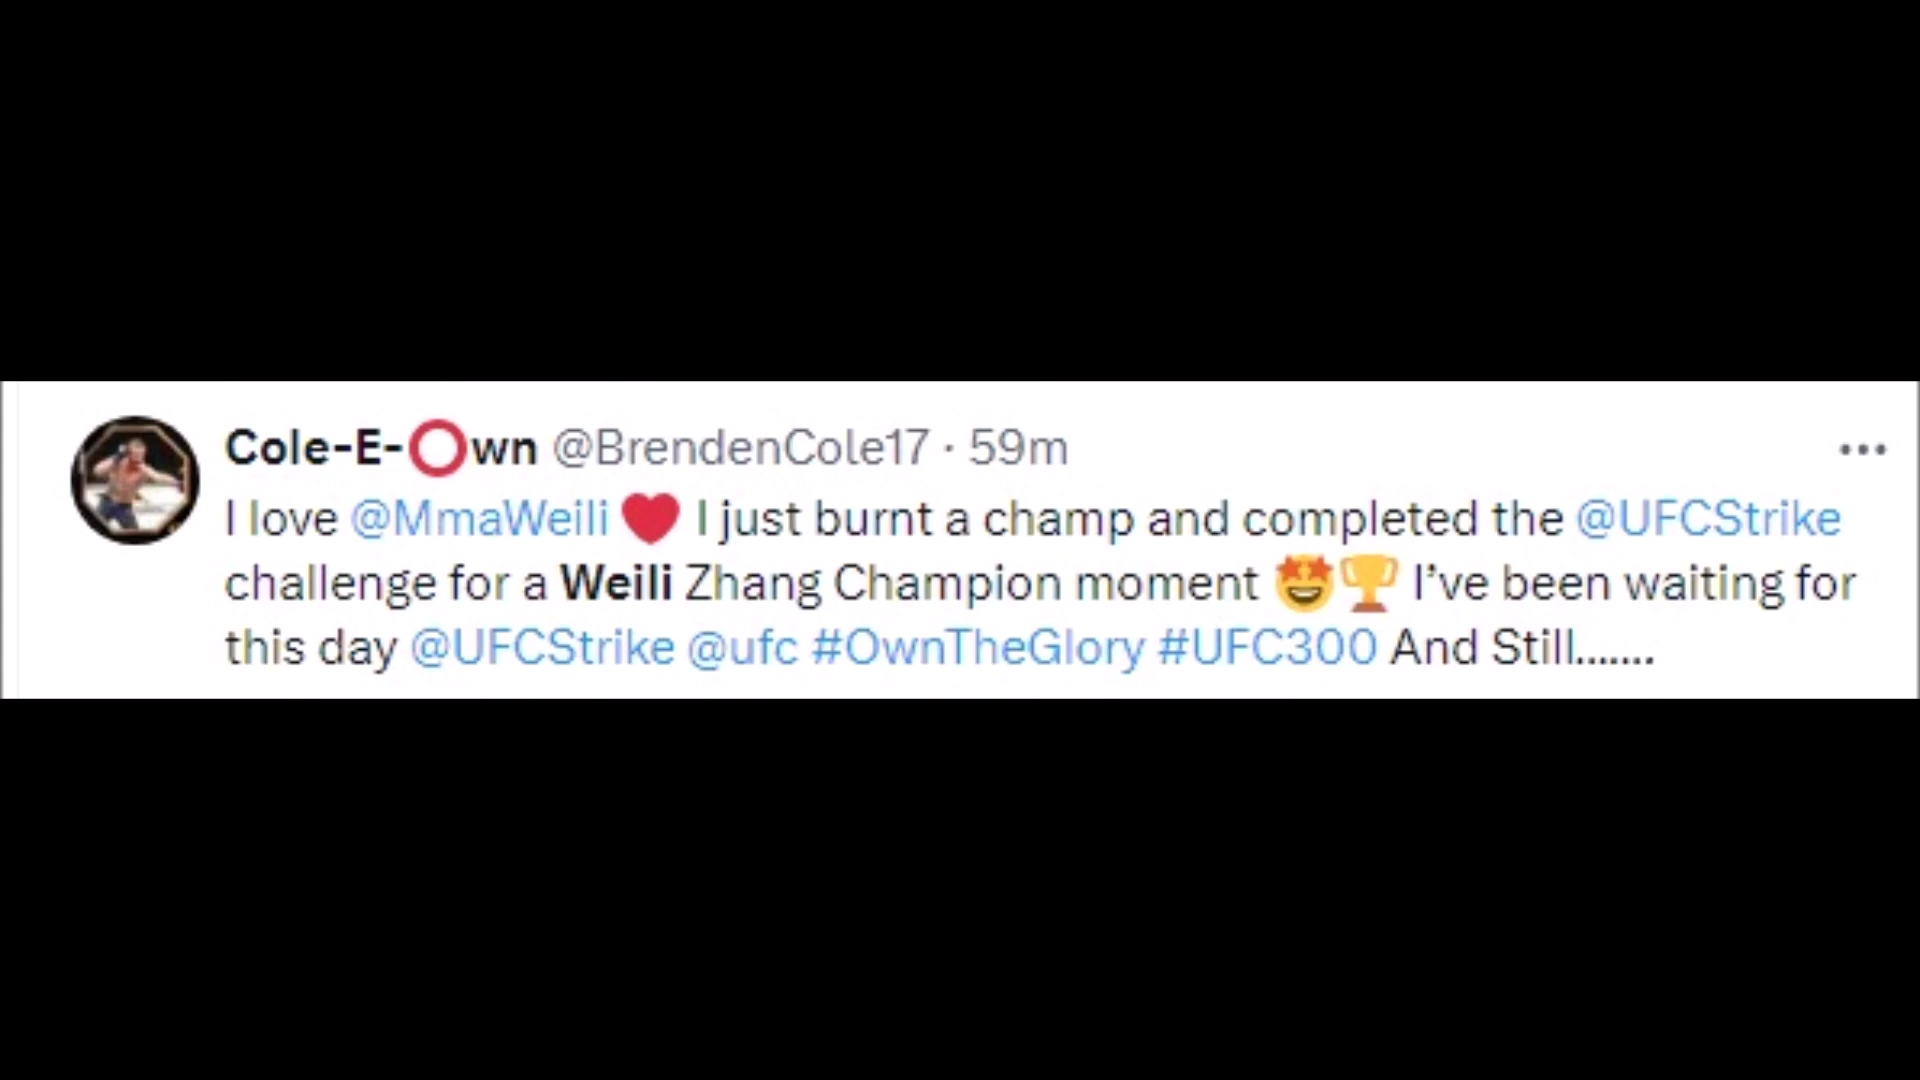 Cole-E-⭕wn @BrendenCole17 · 59m
I love @MmaWeili ❤️ I just burnt a champ and completed the @UFCStrike
challenge for a Weili Zhang Champion moment 🤩🏆 I’ve been waiting for
this day @UFCStrike @ufc #OwnTheGlory #UFC300 And Still.......